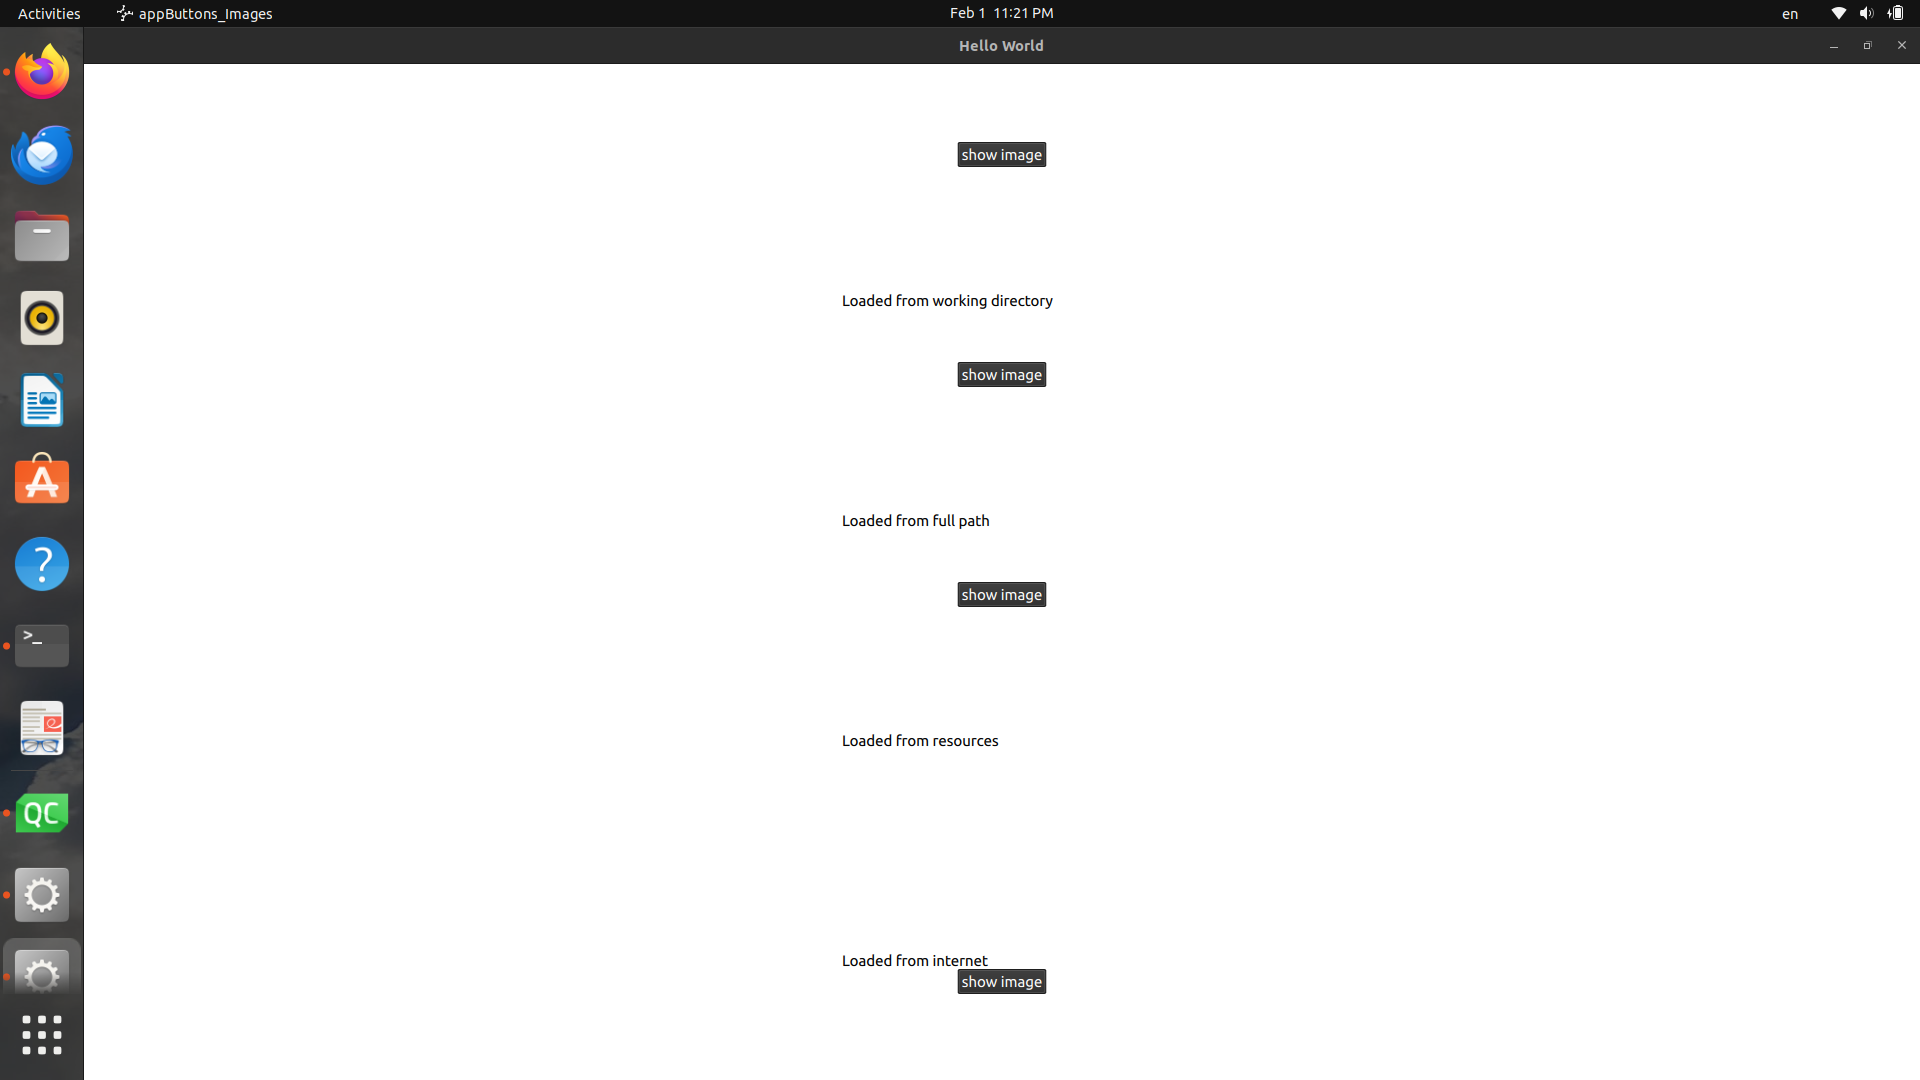 Activities appButtons_Images Feb 1 11:21 PM en
Hello World
show image
Loaded from working directory
show image
Loaded from full path
show image
>_
Loaded from resources
QC
Loaded from internet
show image